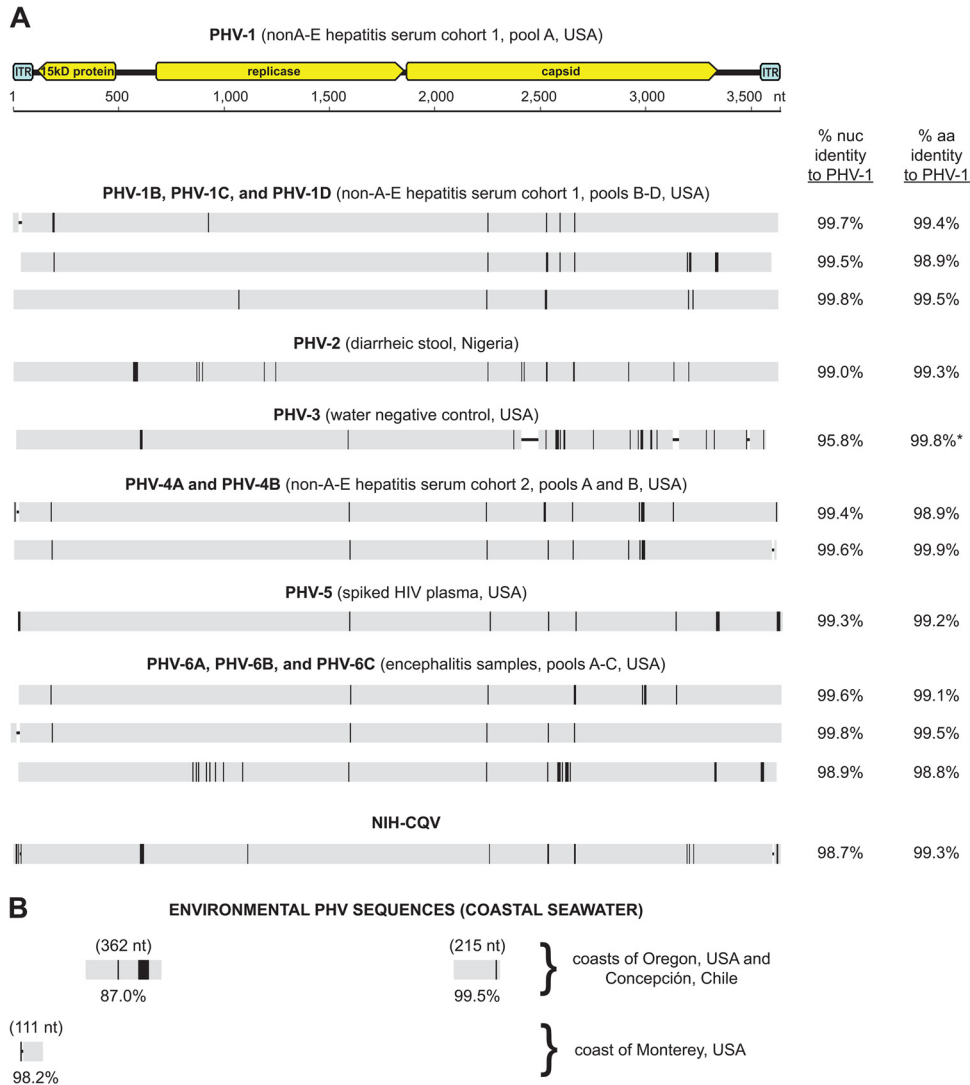 A
PHV-1 (nonA-E hepatitis serum cohort 1, pool A, USA)
ITR 15kD protein replicase capsid ITR
1 500 1,000 1,500 2,000 2,500 3,000 3,500 nt
% nuc identity to PHV-1
% aa identity to PHV-1
PHV-1B, PHV-1C, and PHV-1D (non-A-E hepatitis serum cohort 1, pools B-D, USA)
99.7% 99.4%
99.5% 98.9%
99.8% 99.5%
PHV-2 (diarrheic stool, Nigeria)
99.0% 99.3%
PHV-3 (water negative control, USA)
95.8% 99.8%*
PHV-4A and PHV-4B (non-A-E hepatitis serum cohort 2, pools A and B, USA)
99.4% 98.9%
99.6% 99.9%
PHV-5 (spiked HIV plasma, USA)
99.3% 99.2%
PHV-6A, PHV-6B, and PHV-6C (encephalitis samples, pools A-C, USA)
99.6% 99.1%
99.8% 99.5%
98.9% 98.8%
NIH-CQV
98.7% 99.3%
B
ENVIRONMENTAL PHV SEQUENCES (COASTAL SEAWATER)
(362 nt) (215 nt)
coasts of Oregon, USA and
Concepción, Chile
87.0% 99.5%
(111 nt)
coast of Monterey, USA
98.2%